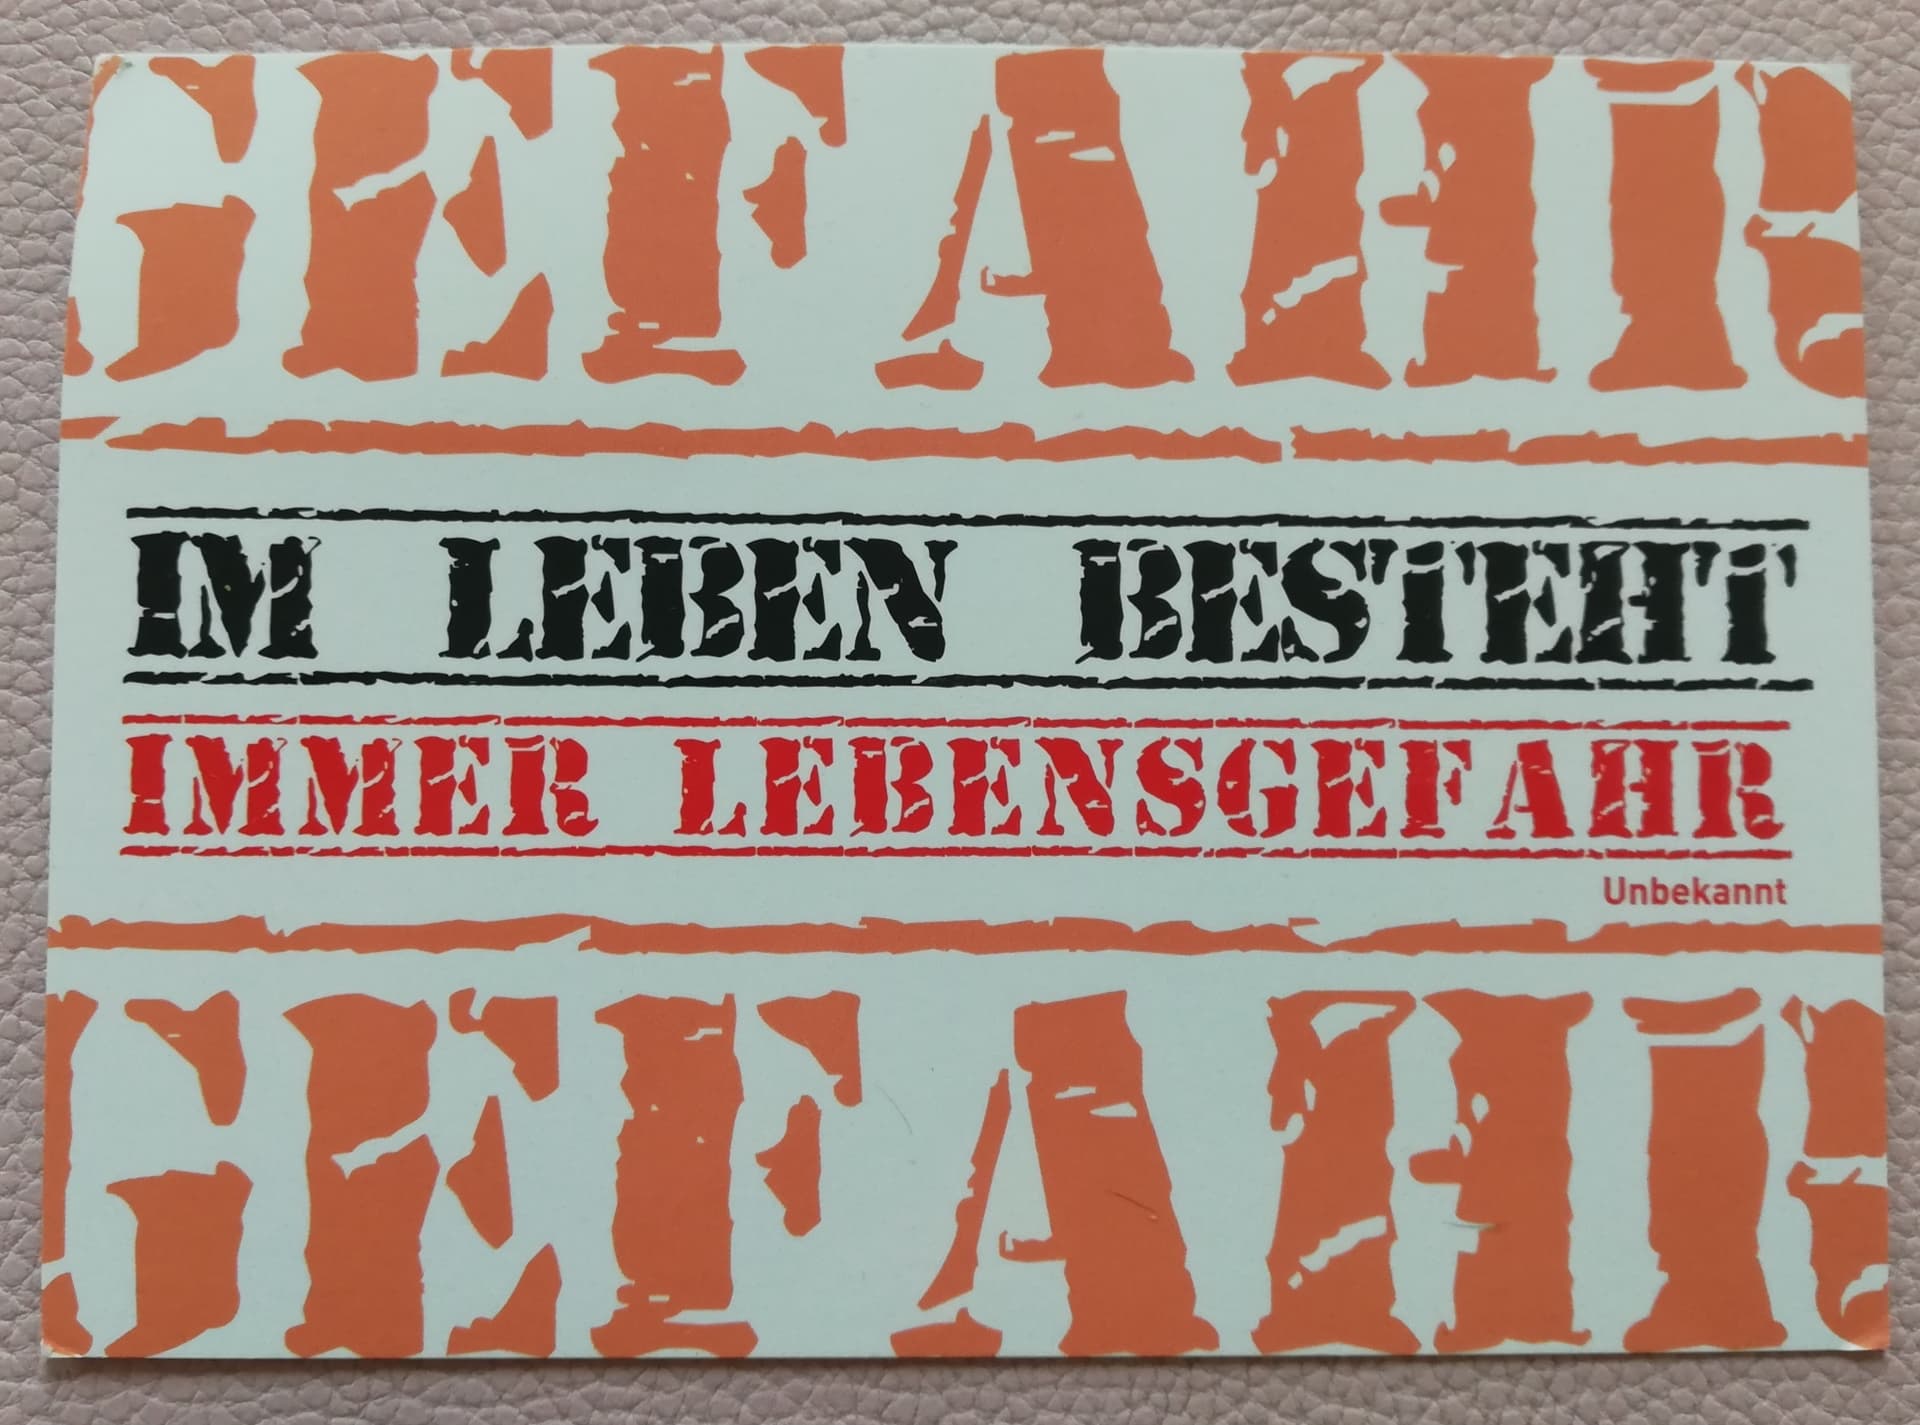 GEFAHR
IM LEBEN BESTEHT
IMMER LEBENSGEFAHR
Unbekannt
GEFAHR